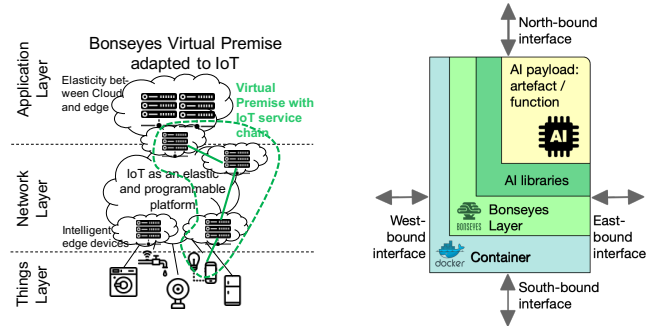 Bonseyes Virtual Premise
adapted to IoT
Application
Layer
Elasticity bet-
ween Cloud
and edge
Virtual
Premise with
IoT service
chain
Network
Layer
IoT as an elastic
and programmable
platform
Intelligent
edge devices
Things
Layer
North-bound
interface
AI payload:
artefact /
function
AI
AI libraries
West-
bound
interface
BONSEYES
Bonseyes
Layer
East-
bound
interface
docker
Container
South-bound
interface